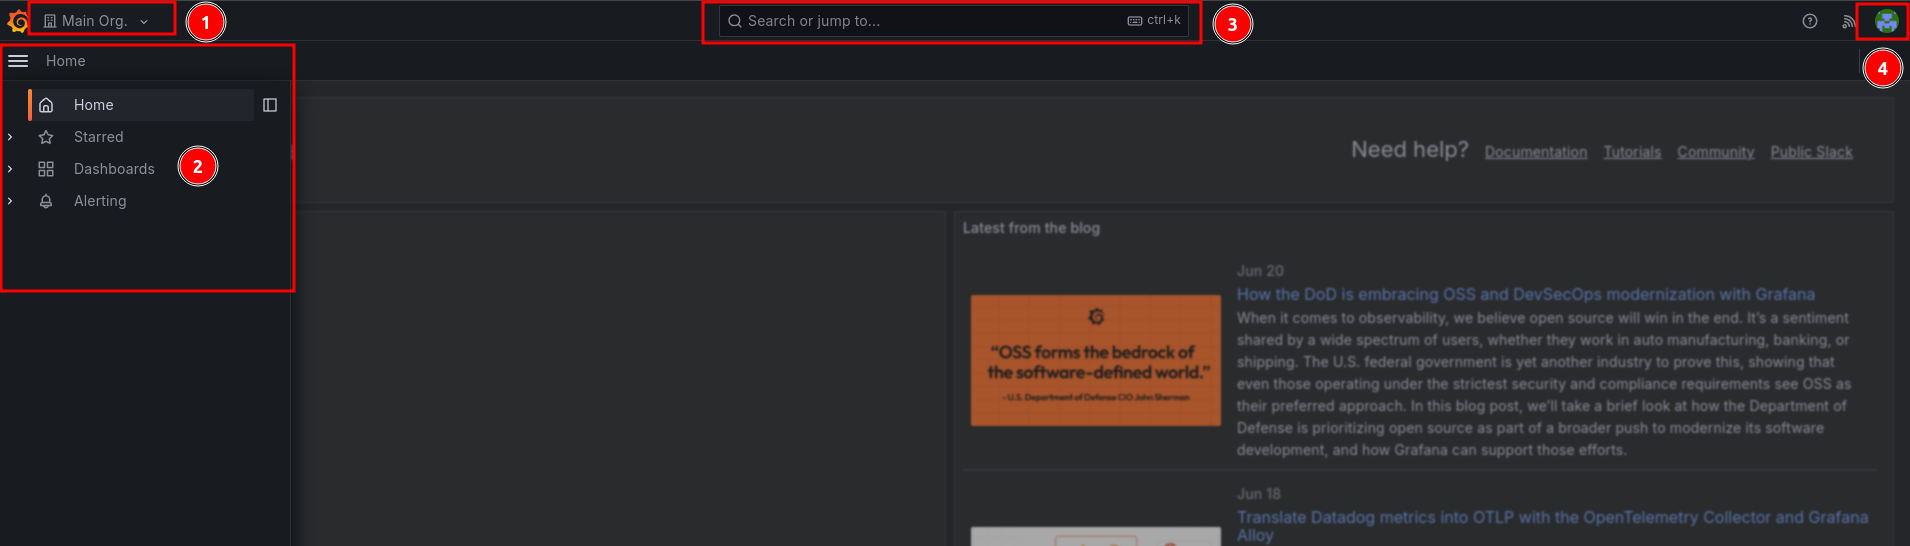 Main Org.
1
Search or jump to...
ctrl+k
3
4
Home
Home
Starred
Dashboards
2
Alerting
Need help?
Documentation
Tutorials
Community
Public Slack
Latest from the blog
Jun 20
How the DoD is embracing OSS and DevSecOps modernization with Grafana
When it comes to observability, we believe open source will win in the end. It's a sentiment
shared by a wide spectrum of users, whether they work in auto manufacturing, banking, or
shipping. The U.S. federal government is yet another industry to prove this, showing that
even those operating under the strictest security and compliance requirements see OSS as
their preferred approach. In this blog post, we'll take a brief look at how the Department of
Defense is prioritizing open source as part of a broader push to modernize its software
development, and how Grafana can support those efforts.
"OSS forms the bedrock of
the software-defined world."
- U.S. Department of Defense CIO John Sherman
Jun 18
Translate Datadog metrics into OTLP with the OpenTelemetry Collector and Grafana
Alloy